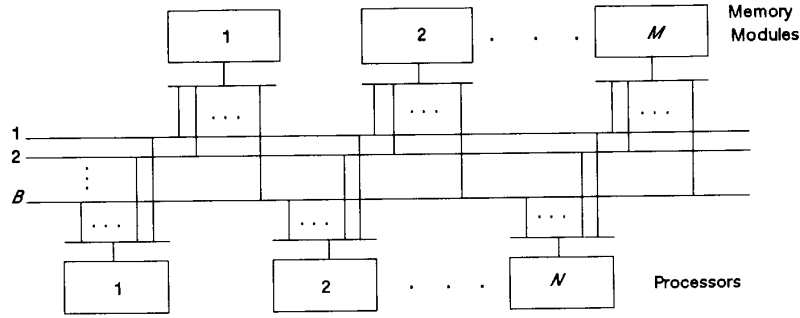 Memory
Modules
1
2
. . .
M
. . .
. . .
. . .
1
2
B
. . .
. . .
. . .
1
2
. . . .
N
Processors